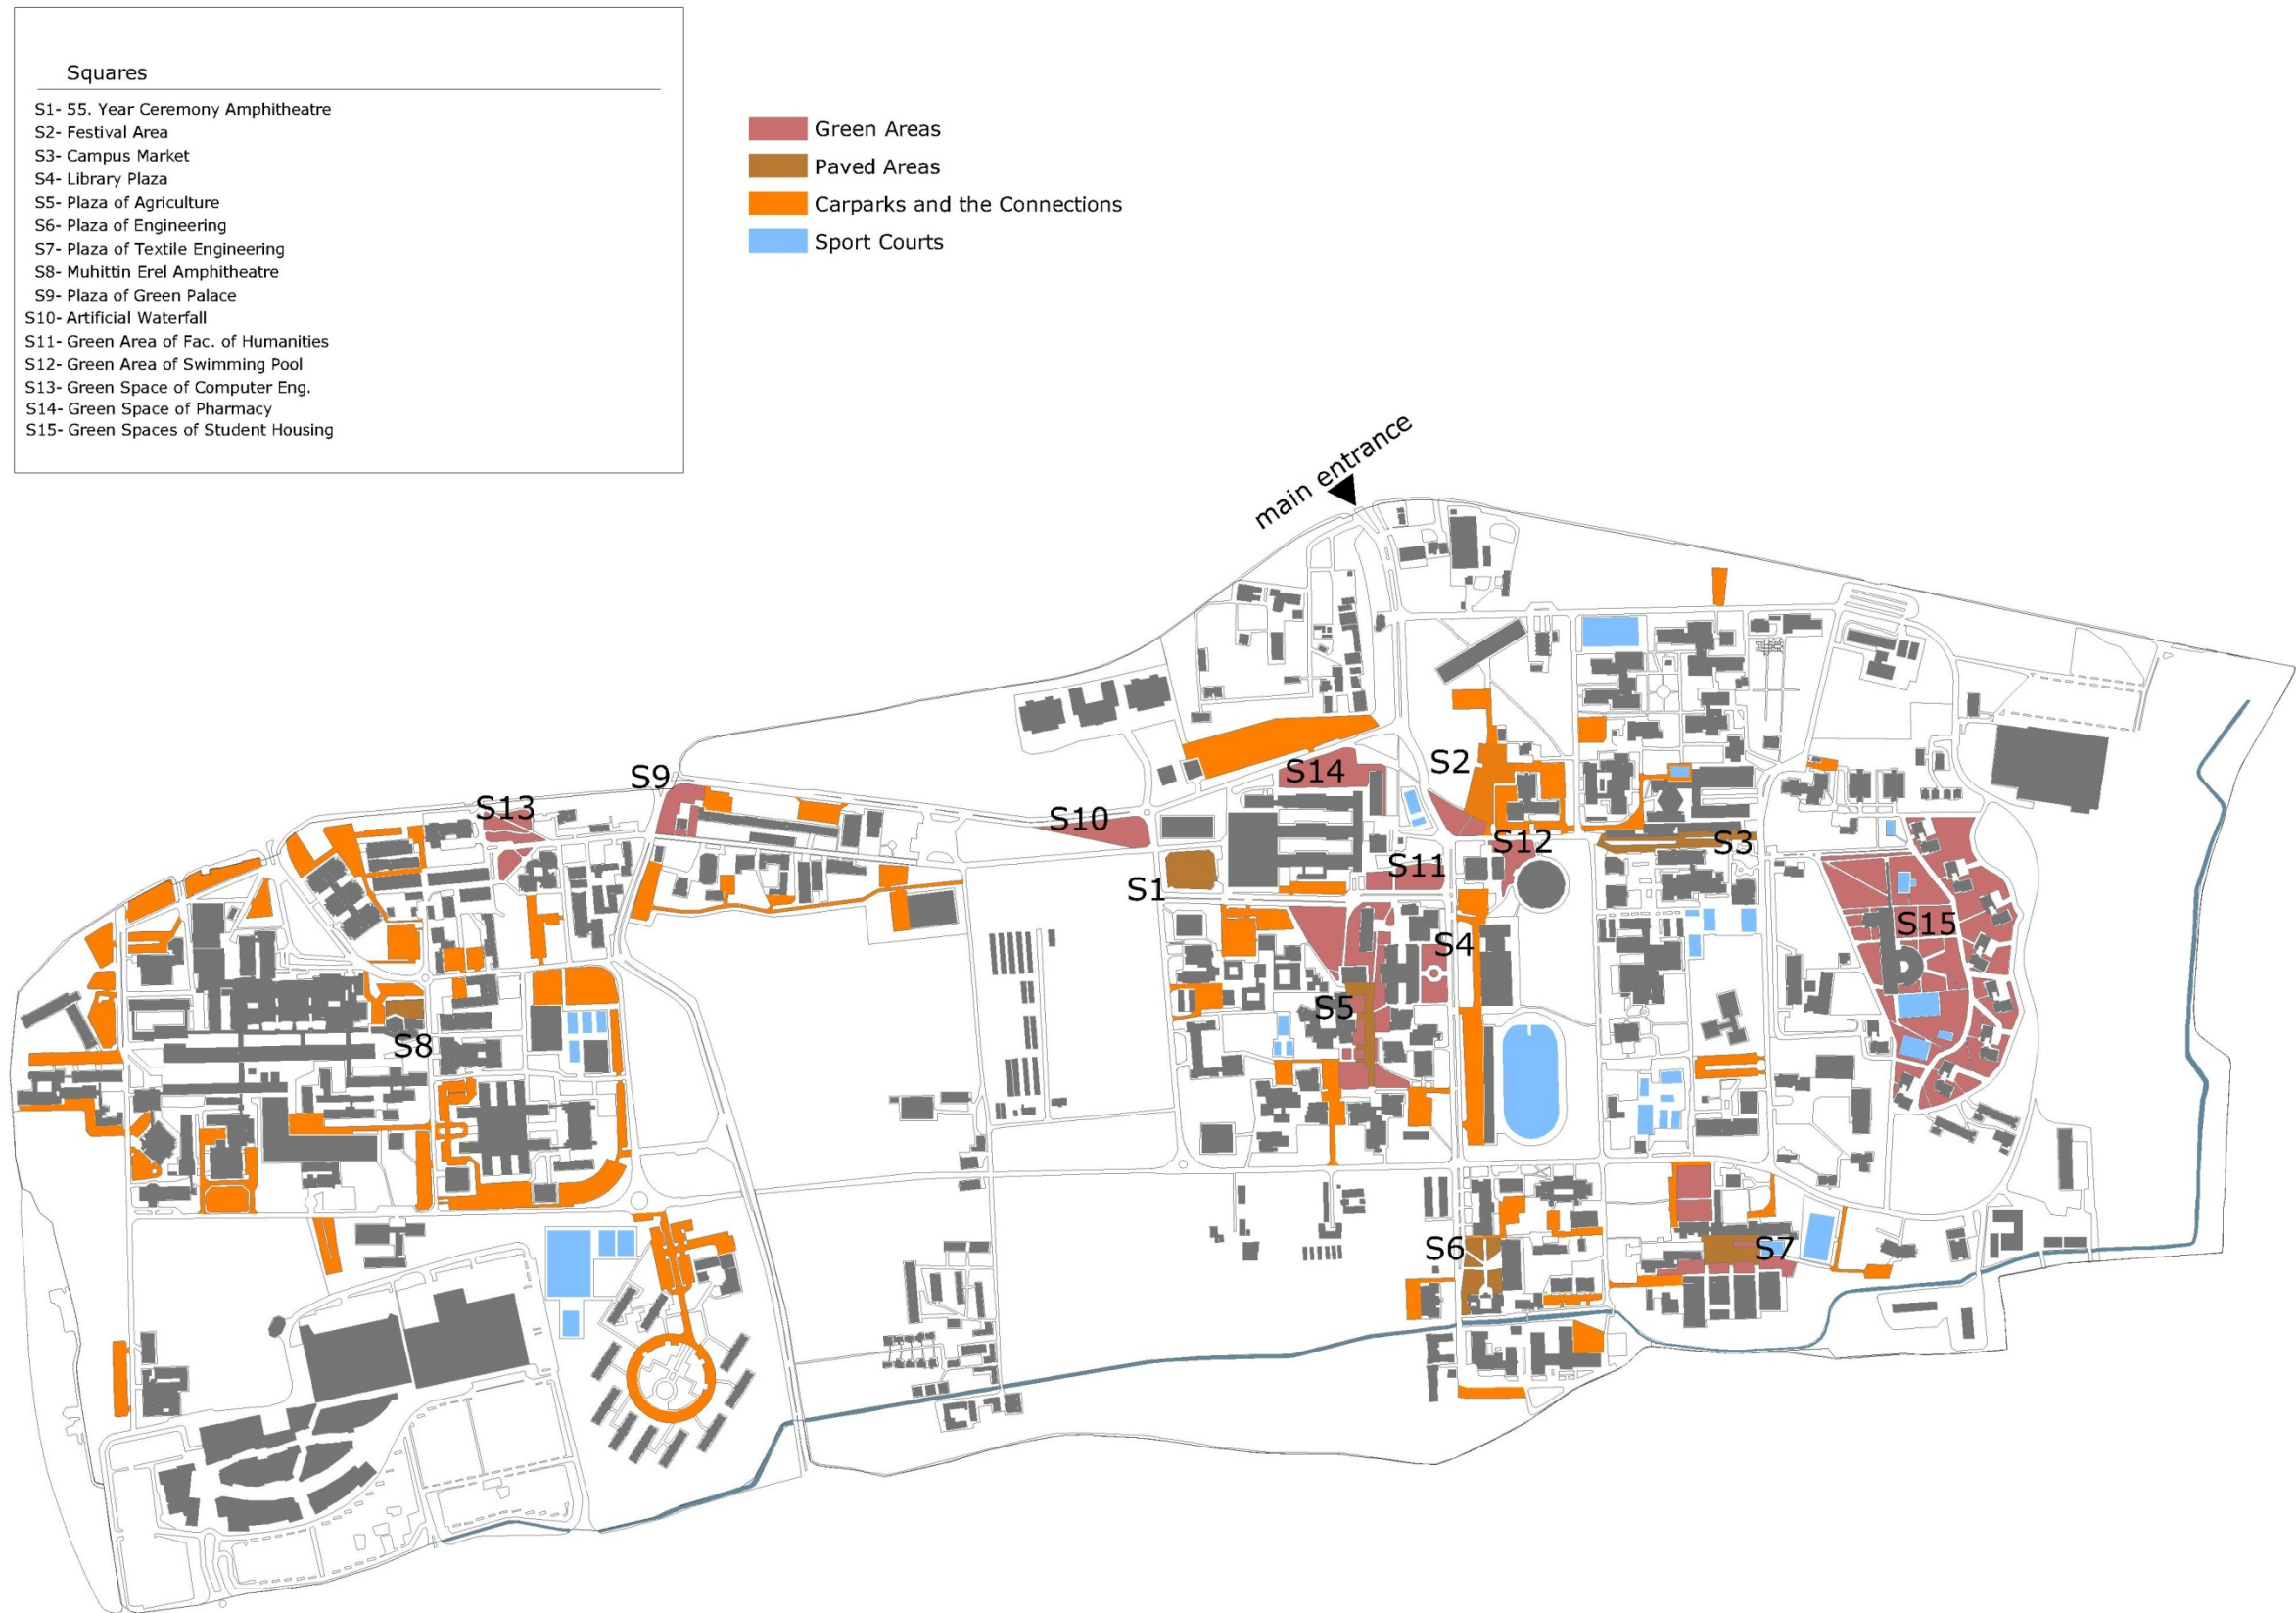 Squares
S1- 55. Year Ceremony Amphitheatre
S2- Festival Area
S3- Campus Market
S4- Library Plaza
S5- Plaza of Agriculture
S6- Plaza of Engineering
S7- Plaza of Textile Engineering
S8- Muhittin Erel Amphitheatre
S9- Plaza of Green Palace
S10- Artificial Waterfall
S11- Green Area of Fac. of Humanities
S12- Green Area of Swimming Pool
S13- Green Space of Computer Eng.
S14- Green Space of Pharmacy
S15- Green Spaces of Student Housing
Green Areas
Paved Areas
Carparks and the Connections
Sport Courts
main entrance
S2
S14
S9
S13
S10
S12
S3
S11
S1
S15
S4
S5
S8
S6
S7